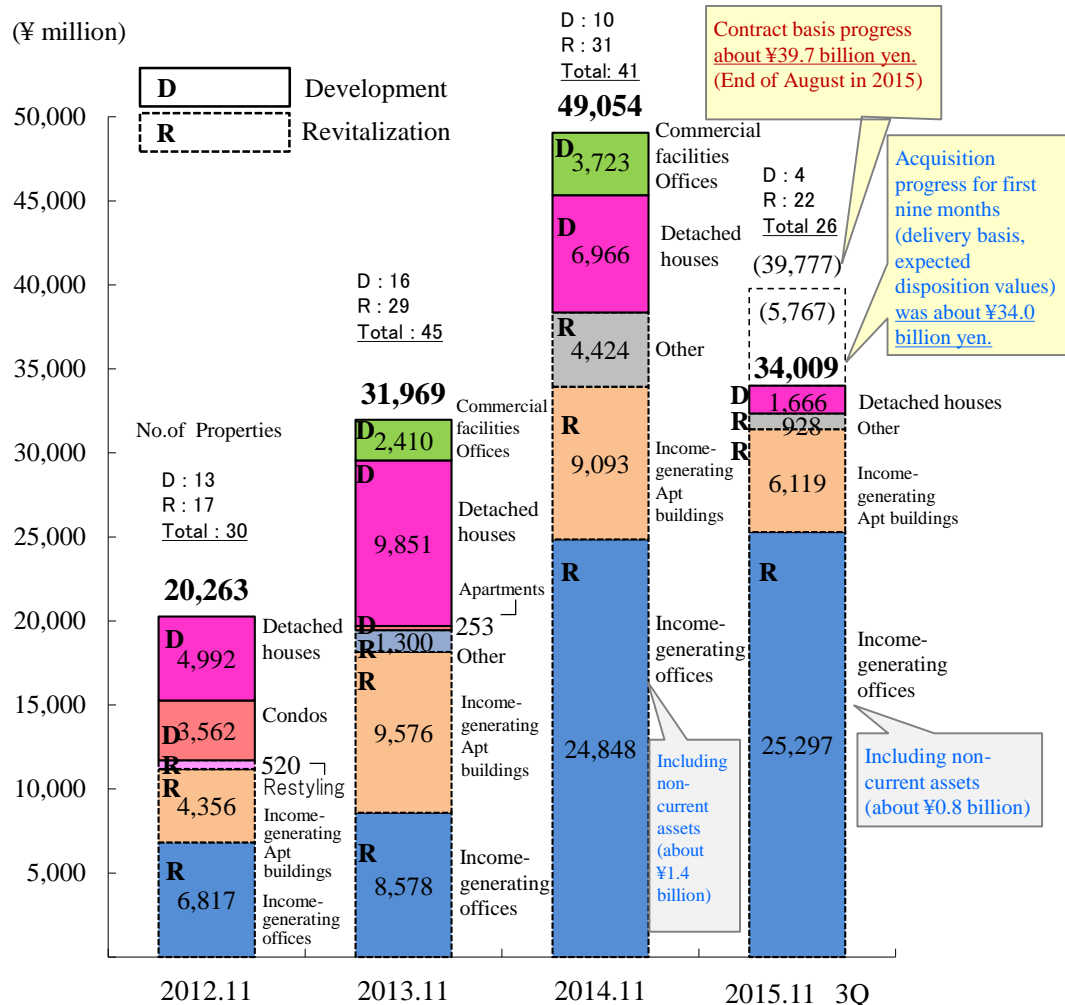 (¥ million)
D Development
R Revitalization
50,000
45,000
40,000
35,000
30,000
25,000
20,000
15,000
10,000
5,000
No.of Properties
D : 13
R : 17
Total : 30
20,263
D
4,992
Detached
houses
D
3,562
Condos
R
520
Restyling
R
4,356
Income-
generating
Apt
buildings
R
6,817
Income-
generating
offices
2012.11
D : 16
R : 29
Total : 45
31,969
D
2,410
Commercial
facilities
Offices
D
9,851
Detached
houses
Apartments
D
253
R
1,300
Other
R
9,576
Income-
generating
Apt
buildings
R
8,578
Income-
generating
offices
2013.11
D : 10
R : 31
Total: 41
49,054
D
3,723
Commercial
facilities
Offices
D
6,966
Detached
houses
R
4,424
Other
R
9,093
Income-
generating
Apt
buildings
R
24,848
Income-
generating
offices
Including
non-
current
assets
(about
¥1.4
billion)
2014.11
Contract basis progress
about ¥39.7 billion yen.
(End of August in 2015)
D : 4
R : 22
Total 26
(39,777)
(5,767)
34,009
Acquisition
progress for first
nine months
(delivery basis,
expected
disposition values)
was about ¥34.0
billion yen.
D
1,666
Detached houses
R
928
Other
R
6,119
Income-
generating
Apt buildings
R
25,297
Income-
generating
offices
Including non-
current assets
(about ¥0.8 billion)
2015.11 3Q